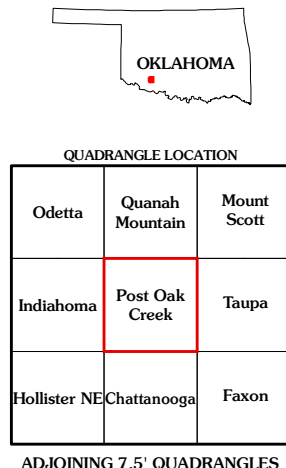 OKLAHOMA
QUADRANGLE LOCATION
Odetta
Quanah
Mountain
Mount
Scott
Indiahoma
Post Oak
Creek
Taupa
Hollister NE
Chattanooga
Faxon
ADJOINING 7.5' QUADRANGLES